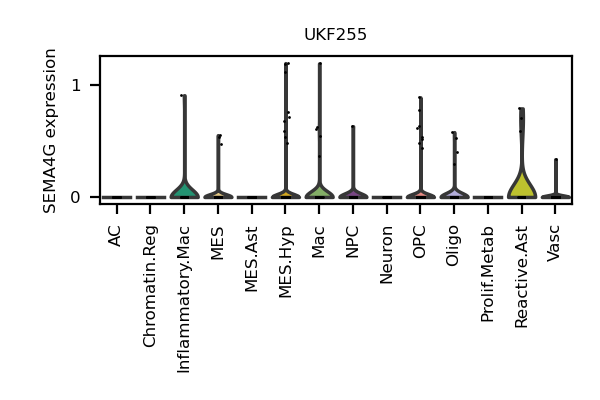 UKF255
SEMA4G expression
1
0
AC
Chromatin.Reg
Inflammatory.Mac
MES
MES.Ast
MES.Hyp
Mac
NPC
Neuron
OPC
Oligo
Prolif.Metab
Reactive.Ast
Vasc